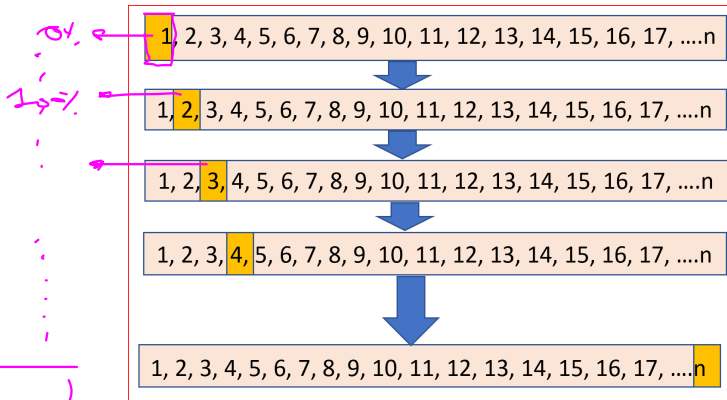 0%
1, 2, 3, 4, 5, 6, 7, 8, 9, 10, 11, 12, 13, 14, 15, 16, 17, ....n
100%
1, 2, 3, 4, 5, 6, 7, 8, 9, 10, 11, 12, 13, 14, 15, 16, 17, ....n
1, 2, 3, 4, 5, 6, 7, 8, 9, 10, 11, 12, 13, 14, 15, 16, 17, ....n
1, 2, 3, 4, 5, 6, 7, 8, 9, 10, 11, 12, 13, 14, 15, 16, 17, ....n
1, 2, 3, 4, 5, 6, 7, 8, 9, 10, 11, 12, 13, 14, 15, 16, 17, ....n